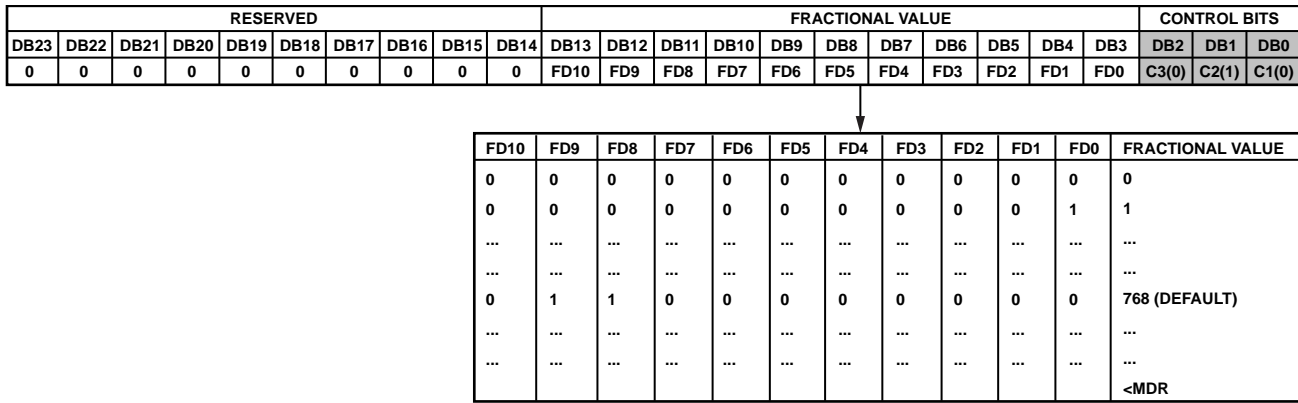 RESERVED FRACTIONAL VALUE CONTROL BITS
DB23 DB22 DB21 DB20 DB19 DB18 DB17 DB16 DB15 DB14 DB13 DB12 DB11 DB10 DB9 DB8 DB7 DB6 DB5 DB4 DB3 DB2 DB1 DB0
0 0 0 0 0 0 0 0 0 0 FD10 FD9 FD8 FD7 FD6 FD5 FD4 FD3 FD2 FD1 FD0 C3(0) C2(1) C1(0)
FD10 FD9 FD8 FD7 FD6 FD5 FD4 FD3 FD2 FD1 FD0 FRACTIONAL VALUE
0 0 0 0 0 0 0 0 0 0 0 0
0 0 0 0 0 0 0 0 0 0 1 1
... ... ... ... ... ... ... ... ... ... ... ...
... ... ... ... ... ... ... ... ... ... ... ...
0 1 1 0 0 0 0 0 0 0 0 768 (DEFAULT)
... ... ... ... ... ... ... ... ... ... ... ...
... ... ... ... ... ... ... ... ... ... ... ...
<MDR